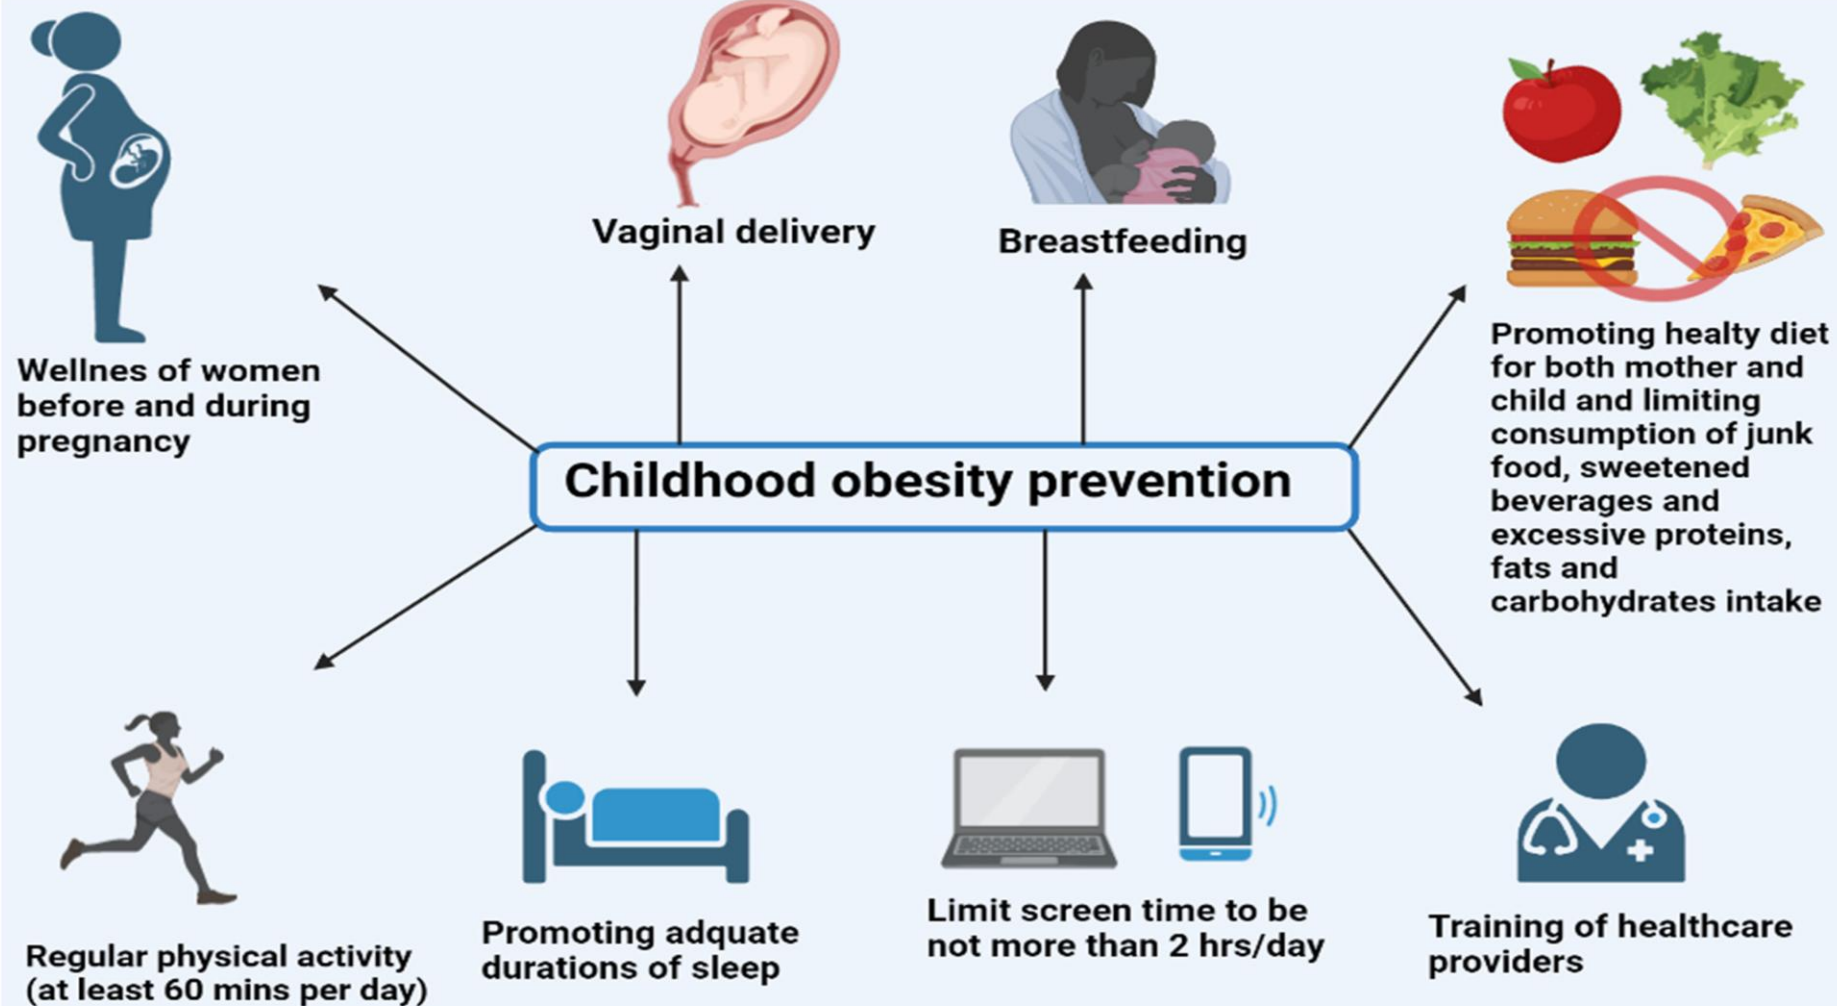 Vaginal delivery
Breastfeeding
Wellnes of women
before and during
pregnancy
Promoting healty diet
for both mother and
child and limiting
consumption of junk
food, sweetened
beverages and
excessive proteins,
fats and
carbohydrates intake
Childhood obesity prevention
Regular physical activity
(at least 60 mins per day)
Promoting adquate
durations of sleep
Limit screen time to be
not more than 2 hrs/day
Training of healthcare
providers